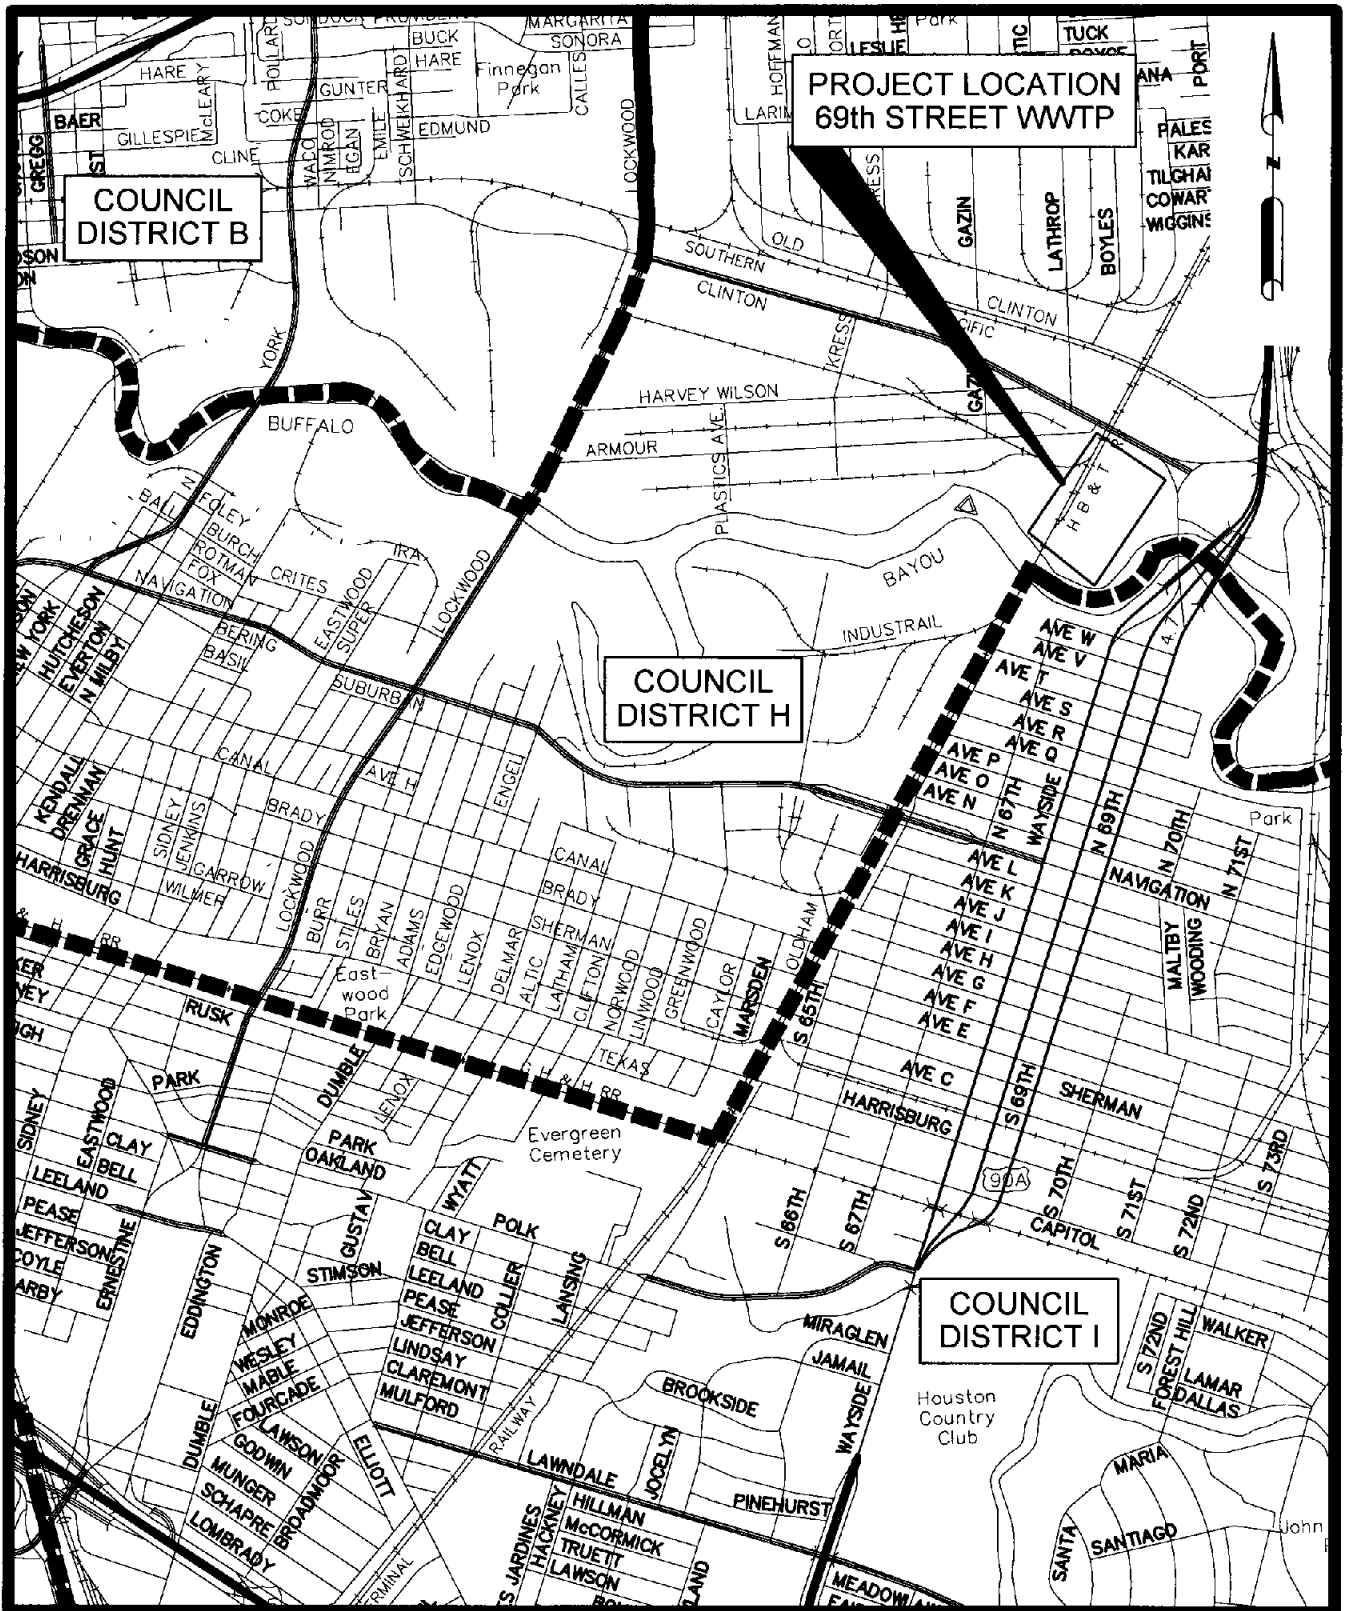 MARGARITA
SONORA
BUCK
HARE
Finnegan
Park
CALLES
POLLARD
HARE
McLEARY
GUNTER
COKE
BAER
GILLESPIE
CLINE
EDMUND
WACO
NIMROD
EGAN
EMILE
SCHWEIKHARDT
LOCKWOOD
GREGG
HOFFMAN
LESLIE
Park
TUCK
PORT
PROJECT LOCATION
69th STREET WWTP
COUNCIL
DISTRICT B
GAZIN
LATHROP
BOYLES
WIGGINS
N
OLD
SOUTHERN
CLINTON
CLINTON
KRESS
YORK
HARVEY WILSON
ARMOUR
PLASTICS AVE
BUFFALO
H B & T R
BALL
N
FOLEY
BURCH
ROTMAN
FOX
CRITES
IRA
EASTWOOD
SUPER
LOCKWOOD
NAVIGATION
BERING
BASIL
BAYOU
INDUSTRAIL
HUTCHESON
EVERTON
N MILBY
SUBURBAN
COUNCIL
DISTRICT H
AVE W
AVE V
AVE T
AVE S
AVE R
AVE Q
AVE P
AVE O
AVE N
N 67TH
WAYSIDE
N 69TH
N 70TH
N 71ST
Park
AVE L
AVE K
AVE J
AVE I
AVE H
AVE G
AVE F
AVE E
AVE C
NAVIGATION
MALTBY
WOODING
CANAL
BRADY
AVE H
ENGEL
KENDALL
DRENNAN
GRACE
HUNT
SIDNEY
JENKINS
GARROW
WILMER
HARRISBURG
LOCKWOOD
BURR
STILES
BRYAN
ADAMS
EDGEWOOD
LENOX
DELMAR
ALTIC
LATHAM
CLIFTON
NORWOOD
LINWOOD
GREENWOOD
CAYLOR
MARSDEN
OLDHAM
S 65TH
CANAL
BRADY
SHERMAN
& H RR
RUSK
East-
wood
Park
TEXAS
G H & H RR
HARRISBURG
S 69TH
SHERMAN
PARK
DUMBLE
LENOX
PARK
OAKLAND
Evergreen
Cemetery
90A
S 66TH
S 67TH
S 70TH
S 71ST
S 72ND
S 73RD
CAPITOL
SIDNEY
EASTWOOD
CLAY
BELL
LEELAND
PEASE
JEFFERSON
COYLE
ERNESTINE
EDDINGTON
GUSTAV
STIMSON
WYATT
CLAY
BELL
LEELAND
PEASE
JEFFERSON
LINDSAY
CLAREMONT
MULFORD
POLK
COLLIER
LANSING
COUNCIL
DISTRICT I
MONROE
WESLEY
MABLE
FOURCADE
MIRAGLEN
JAMAIL
WAYSIDE
S 72ND
FOREST HILL
WALKER
LAMAR
DALLAS
BROOKSIDE
Houston
Country
Club
DUMBLE
LAWSON
GODWIN
MUNGER
SCHAPRE
LOMBRADY
BROADMOOR
ELLIOTT
RAILWAY
LAWNDALE
JOCELYN
PINEHURST
MARIA
SANTIAGO
SANTA
John
HACKNEY
HILLMAN
McCORMICK
TRUETT
LAWSON